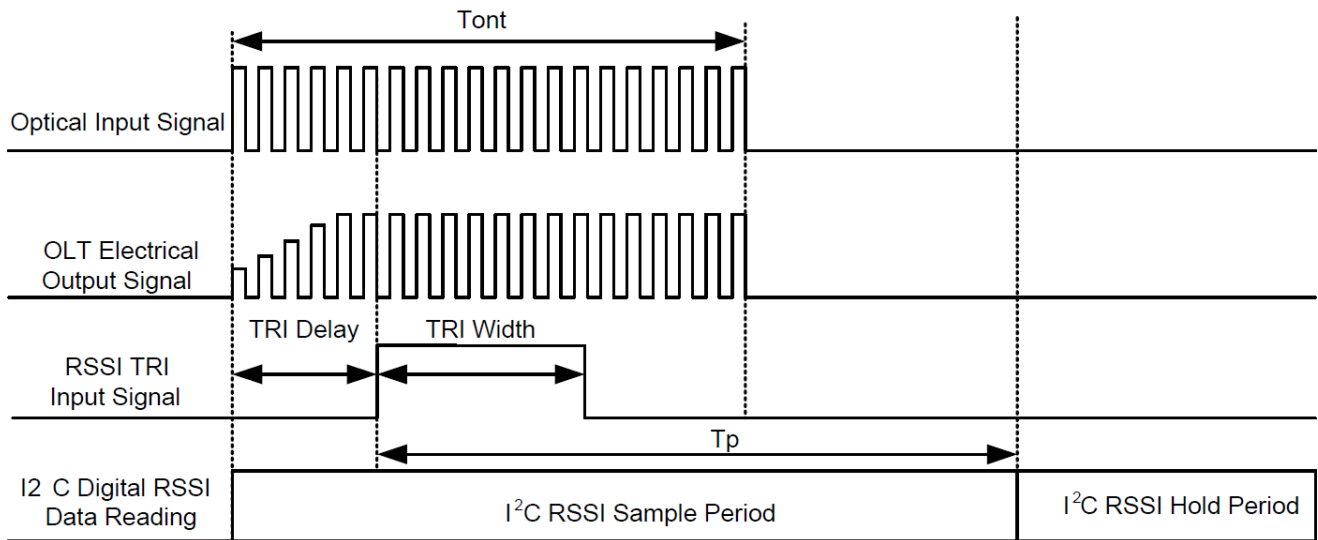 Tont
Optical Input Signal
OLT Electrical
Output Signal
TRI Delay
TRI Width
RSSI TRI
Input Signal
Tp
I2 C Digital RSSI
Data Reading
I²C RSSI Sample Period
I²C RSSI Hold Period